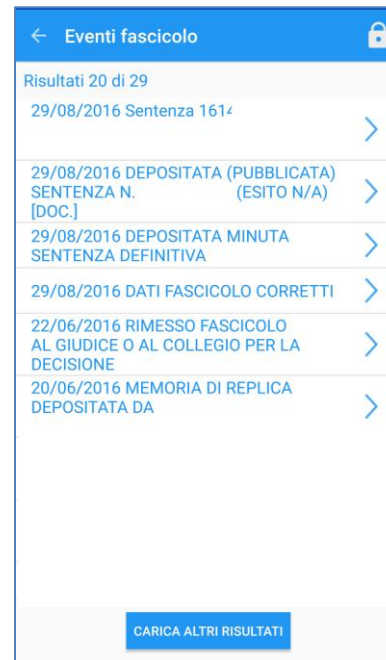 Eventi fascicolo
Risultati 20 di 29
29/08/2016 Sentenza 161
29/08/2016 DEPOSITATA (PUBBLICATA)
SENTENZA N. (ESITO N/A)
[DOC.]
29/08/2016 DEPOSITATA MINUTA
SENTENZA DEFINITIVA
29/08/2016 DATI FASCICOLO CORRETTI
22/06/2016 RIMESSO FASCICOLO
AL GIUDICE O AL COLLEGIO PER LA
DECISIONE
20/06/2016 MEMORIA DI REPLICA
DEPOSITATA DA
CARICA ALTRI RISULTATI